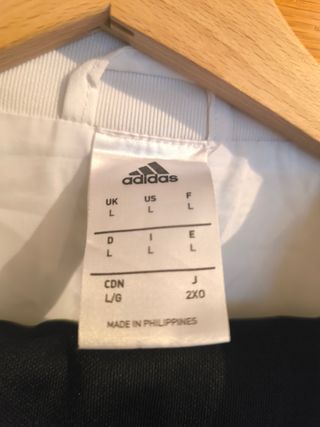 adidas
UK US F
L L L
D I E
L L L
CDN J
L/G 2XO
MADE IN PHILIPPINES